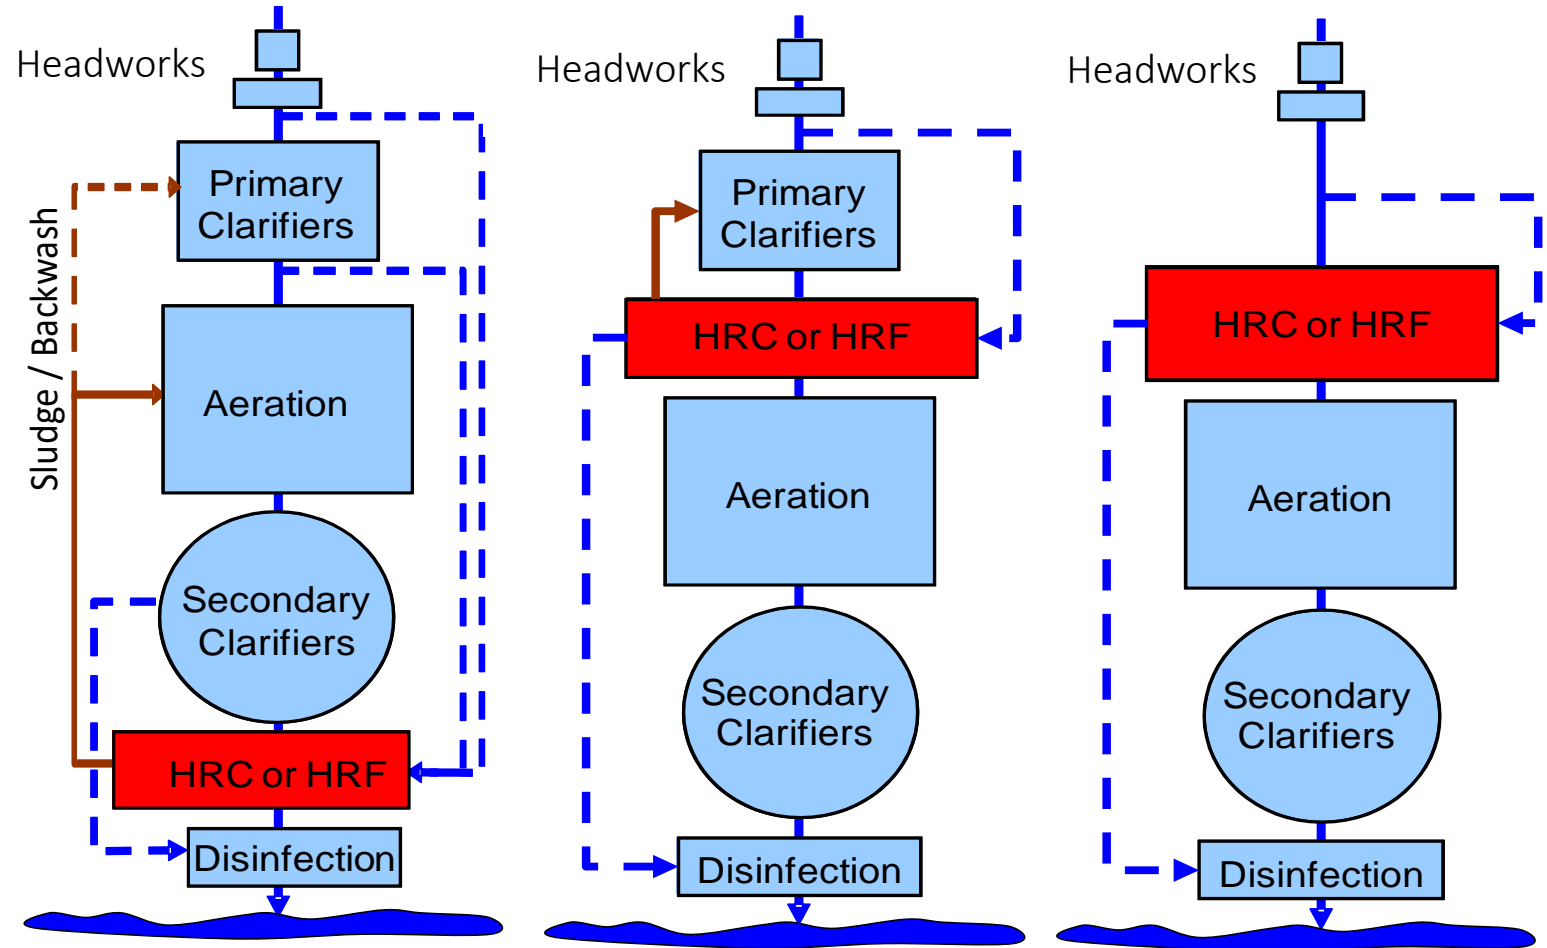 Headworks
Primary
Clarifiers
Sludge / Backwash
Aeration
Secondary
Clarifiers
HRC or HRF
Disinfection
Headworks
Primary
Clarifiers
HRC or HRF
Aeration
Secondary
Clarifiers
Disinfection
Headworks
HRC or HRF
Aeration
Secondary
Clarifiers
Disinfection